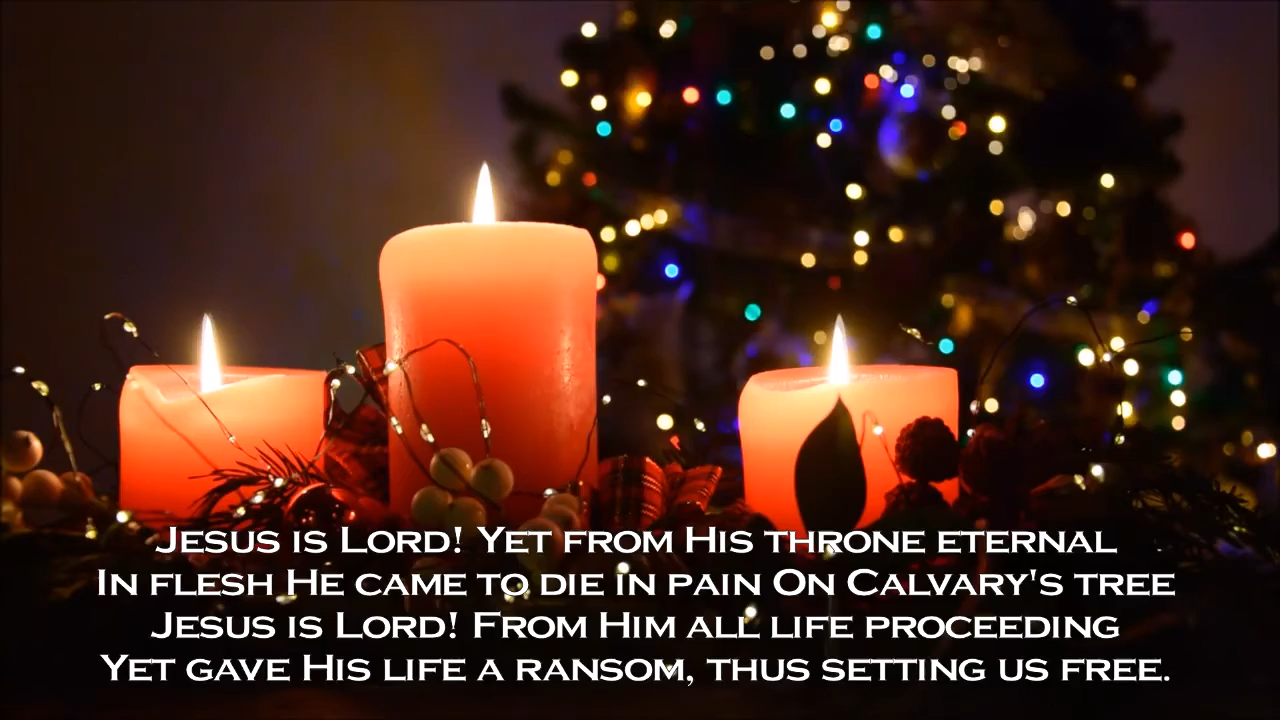 Jesus is Lord! Yet from His throne eternal
In flesh He came to die in pain On Calvary's tree
Jesus is Lord! From Him all life proceeding
Yet gave His life a ransom, thus setting us free.